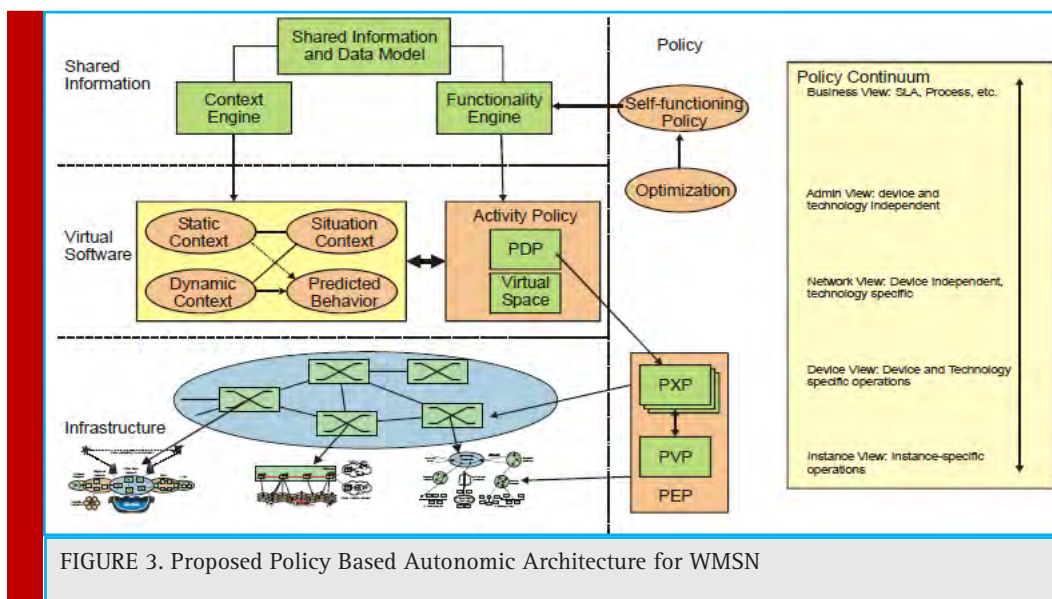 Shared Information
and Data Model
Policy
Shared
Information
Context
Engine
Functionality
Engine
Self-functioning
Policy
Optimization
Policy Continuum
Business View: SLA, Process, etc.
Admin View: device and
technology Independent
Network View: Device Independent,
technology specific
Device View: Device and Technology
specific operations
Instance View: Instance-specific
operations
Virtual
Software
Static
Context
Situation
Context
Dynamic
Context
Predicted
Behavior
Activity Policy
PDP
Virtual
Space
Infrastructure
PXP
PVP
PEP
FIGURE 3. Proposed Policy Based Autonomic Architecture for WMSN